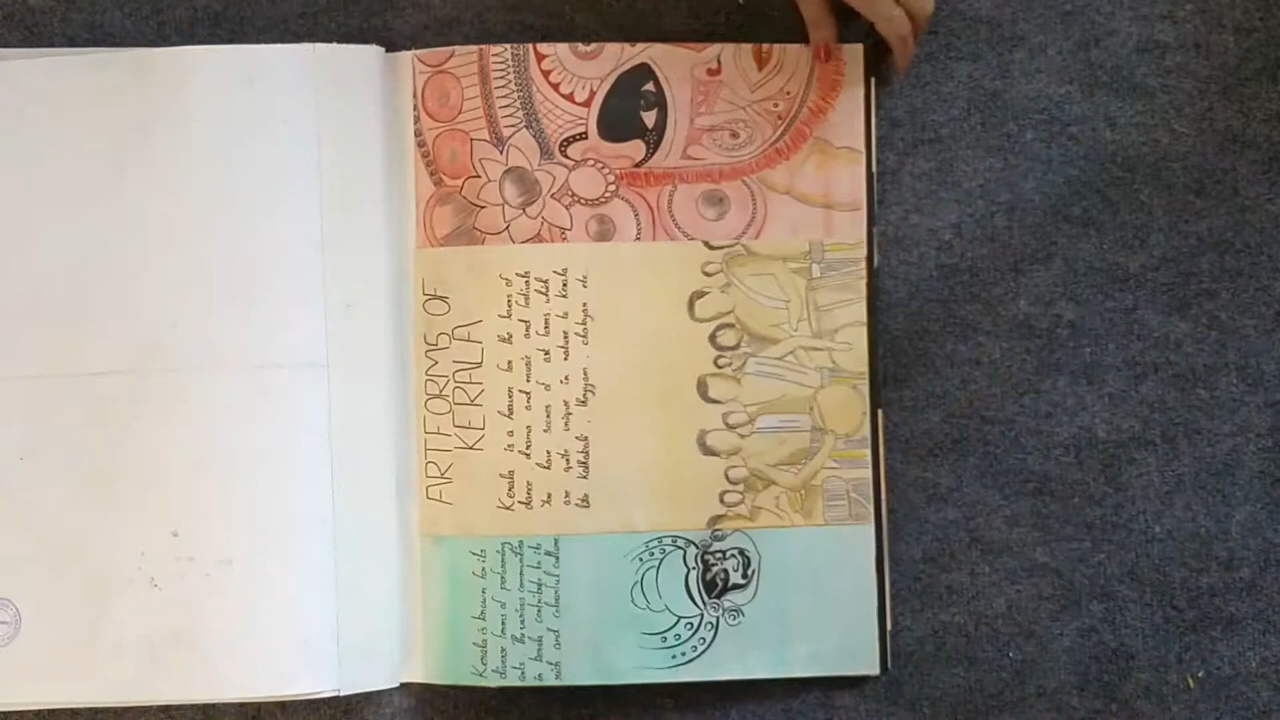 ARTFORMS OF
KERALA
Kerala is a heaven for the lovers of
dance, drama and music and festivals
You have scenes of art forms, which
are quite unique in nature to Kerala
like Kathakali, Theyyam, chakyar etc..
Kerala is known for its
diverse forms of performing
arts. The various communities
in kerala contribute to its
rich and colourful culture.